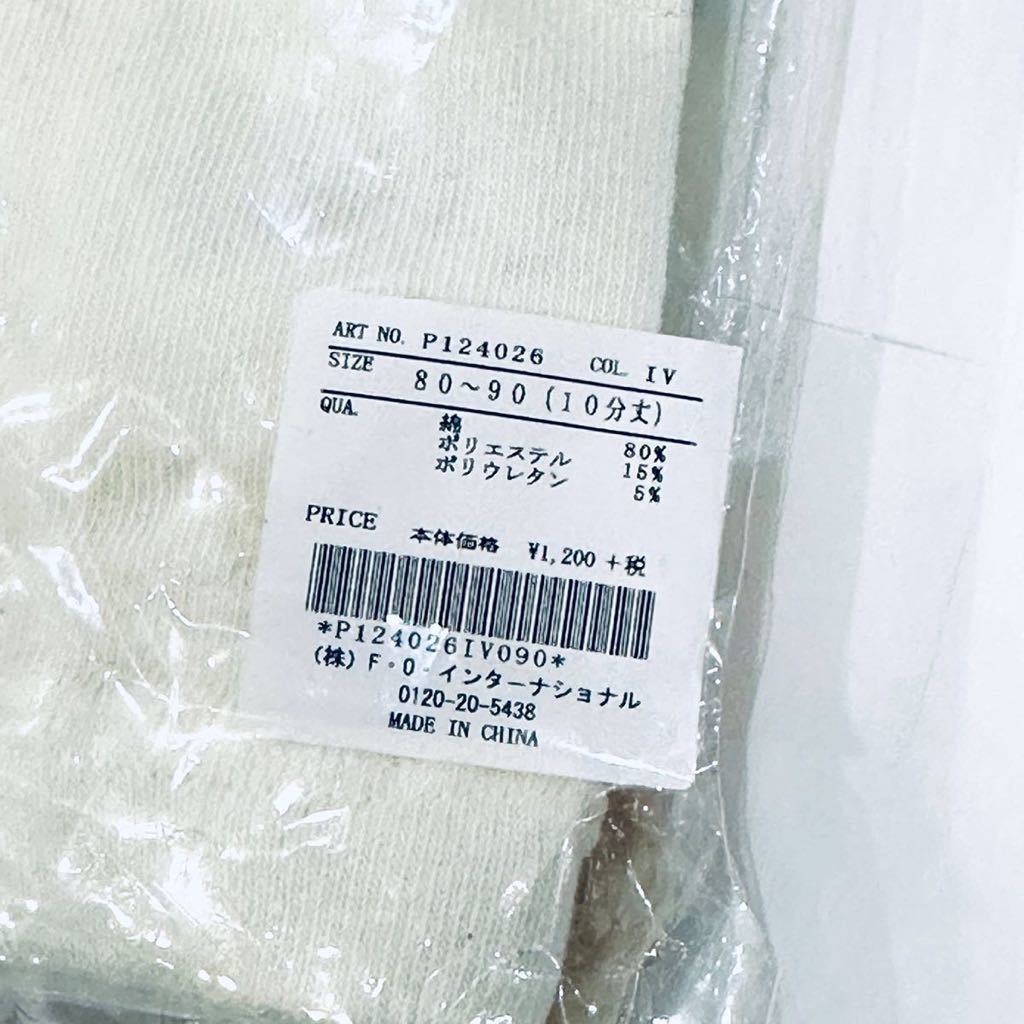 ART NO. P124026 COL. IV
SIZE 80～90 (10分丈)
QUA. 綿 80%
ポリエステル 15%
ポリウレタン 5%
PRICE 本体価格 ¥1,200 +税
*P124026IV090*
(株) F・O・インターナショナル
0120-20-5438
MADE IN CHINA